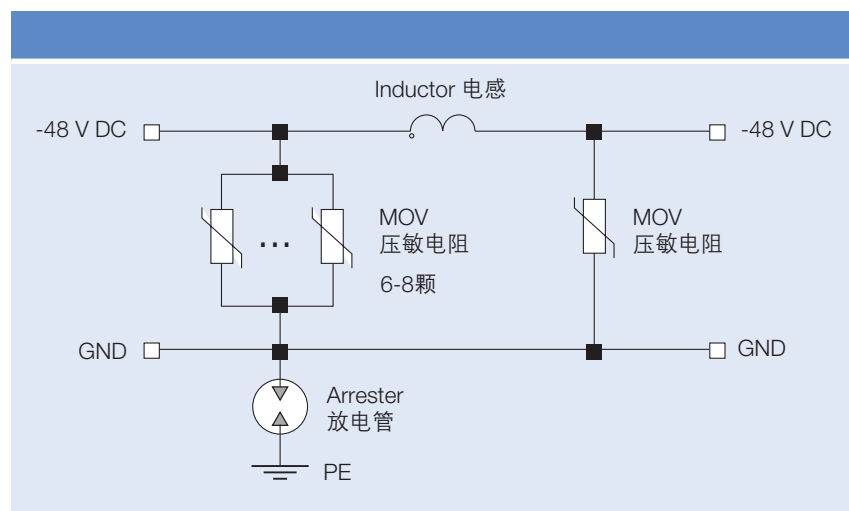 Inductor 电感
-48 V DC
-48 V DC
MOV
压敏电阻
6-8颗
MOV
压敏电阻
...
GND
GND
Arrester
放电管
PE